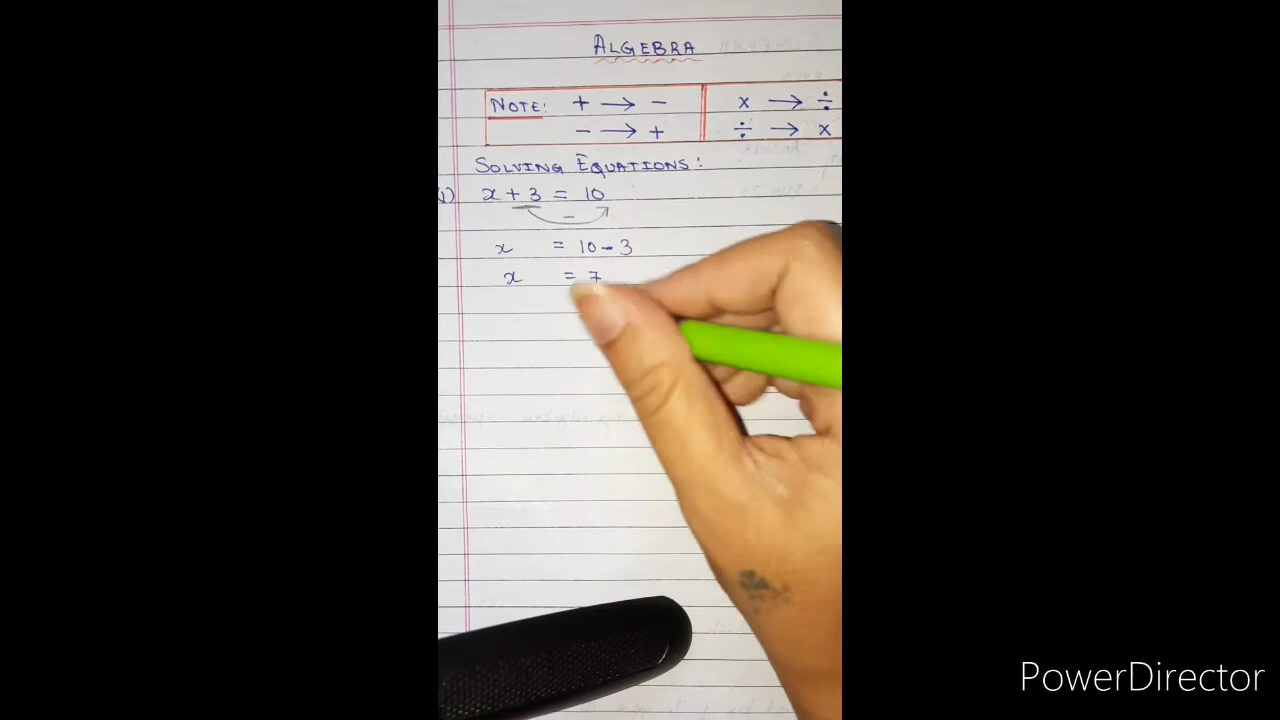 ALGEBRA
NOTE: + → - x → ÷
- → + ÷ → x
SOLVING EQUATIONS:
1) x + 3 = 10
-
x = 10 - 3
x = 7
PowerDirector